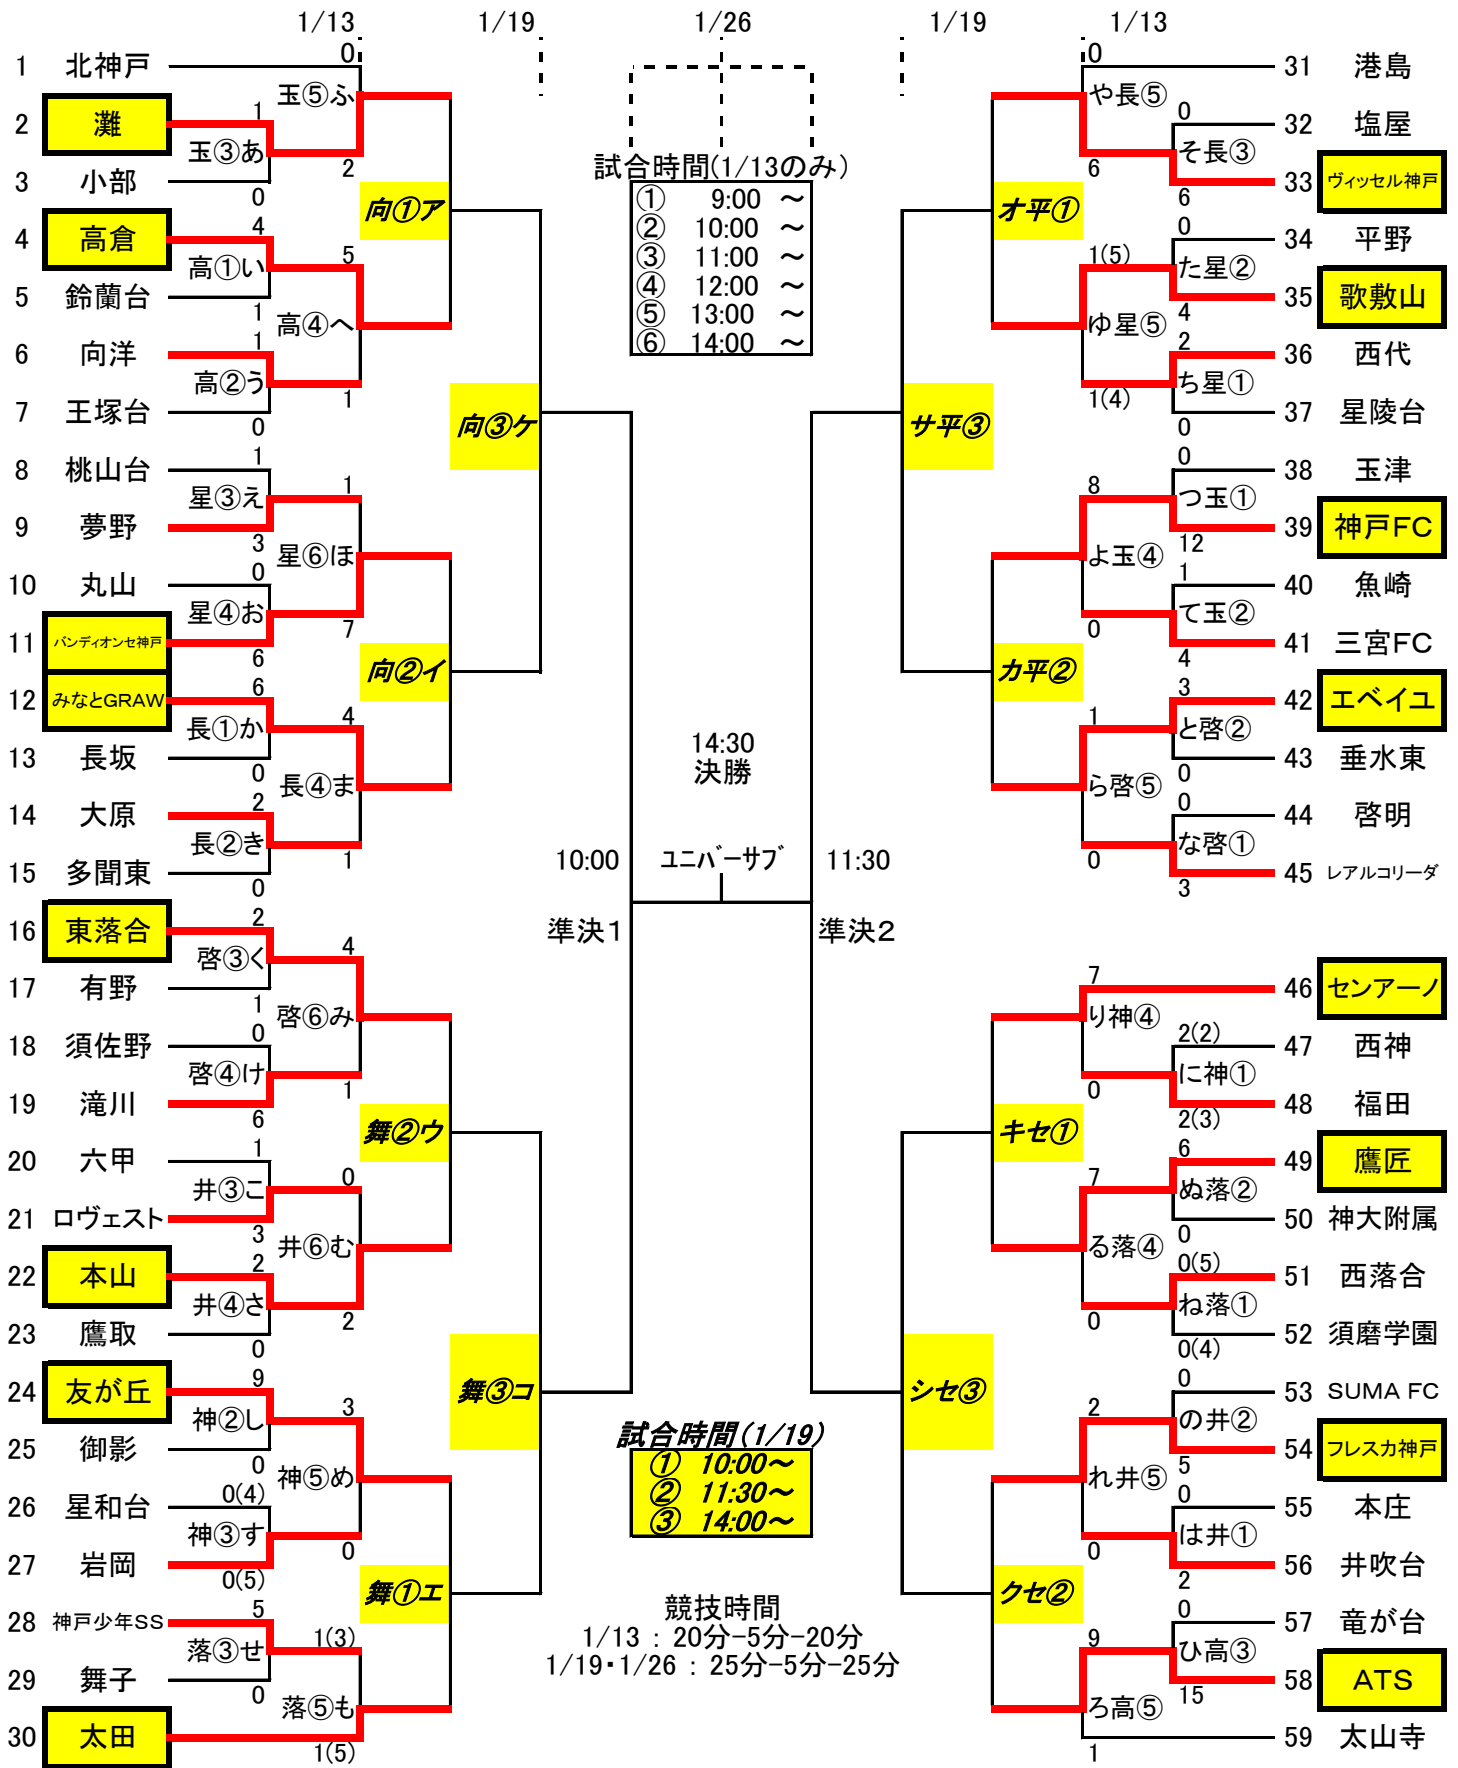 1/13 1/19 1/26 1/19 1/13
0 0
1 北神戸 31 港島
玉⑤ふ や長⑤
2 灘 1 0 32 塩屋
玉③あ そ長③
3 小部 0 2 試合時間(1/13のみ) 6 6 33 ヴィッセル神戸
向①ア ① 9:00 ～ オ平①
4 高倉 4 ② 10:00 ～ 0 34 平野
高①い 5 ③ 11:00 ～ 1(5) た星②
5 鈴蘭台 1 ④ 12:00 ～ 4 35 歌敷山
高④へ ⑤ 13:00 ～ ゆ星⑤
6 向洋 1 ⑥ 14:00 ～ 2 36 西代
高②う 1 1(4) ち星①
7 王塚台 0 0 37 星陵台
向③ケ サ平③
8 桃山台 1 0 38 玉津
星③え 1 8 つ玉①
9 夢野 3 12 39 神戸FC
星⑥ほ よ玉④
10 丸山 0 1 40 魚崎
星④お 7 0 て玉②
11 バンディオンセ神戸 6 4 41 三宮FC
向②イ カ平②
12 みなとGRAW 6 3 42 エベイユ
長①か 4 1 と啓②
13 長坂 0 14:30 0 43 垂水東
長④ま 決勝 ら啓⑤
14 大原 2 0 44 啓明
長②き 1 0 な啓①
15 多聞東 0 10:00 ユニバーサブ 11:30 3 45 レアルコリーダ
16 東落合 2 準決1 準決2
啓③く 4 7 46 センアーノ
17 有野 1
啓⑥み り神④
18 須佐野 0 2(2) 47 西神
啓④け 1 0 に神①
19 滝川 6 2(3) 48 福田
舞②ウ キセ①
20 六甲 1 6 49 鷹匠
井③こ 0 7 ぬ落②
21 ロヴェスト 3 0 50 神大附属
井⑥む る落④
22 本山 2 0(5) 51 西落合
井④さ 2 0 ね落①
23 鷹取 0 0(4) 52 須磨学園
舞③コ シセ③
24 友が丘 9 0 53 SUMA FC
神②し 3 2 の井②
25 御影 0 試合時間(1/19) 5 54 フレスカ神戸
神⑤め ① 10:00～ れ井⑤
26 星和台 0(4) ② 11:30～ 0 55 本庄
神③す 0 ③ 14:00～ 0 は井①
27 岩岡 0(5) 2 56 井吹台
舞①エ クセ②
28 神戸少年SS 5 競技時間 0 57 竜が台
落③せ 1(3) 1/13 : 20分-5分-20分 9 ひ高③
29 舞子 0 1/19・1/26 : 25分-5分-25分 15 58 ATS
落⑤も ろ高⑤
30 太田 1(5) 1 59 太山寺